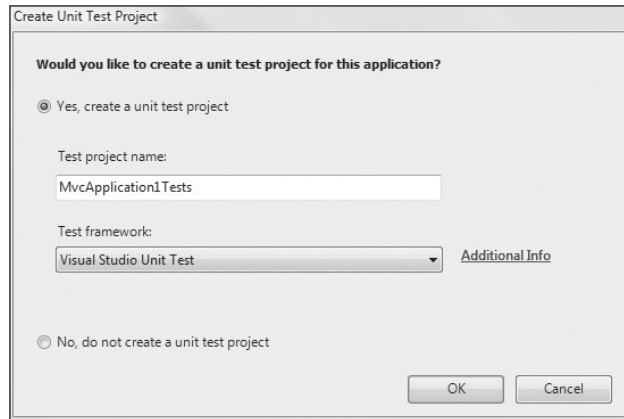 Create Unit Test Project
Would you like to create a unit test project for this application?
Yes, create a unit test project
Test project name:
MvcApplication1Tests
Test framework:
Visual Studio Unit Test
Additional Info
No, do not create a unit test project
OK
Cancel